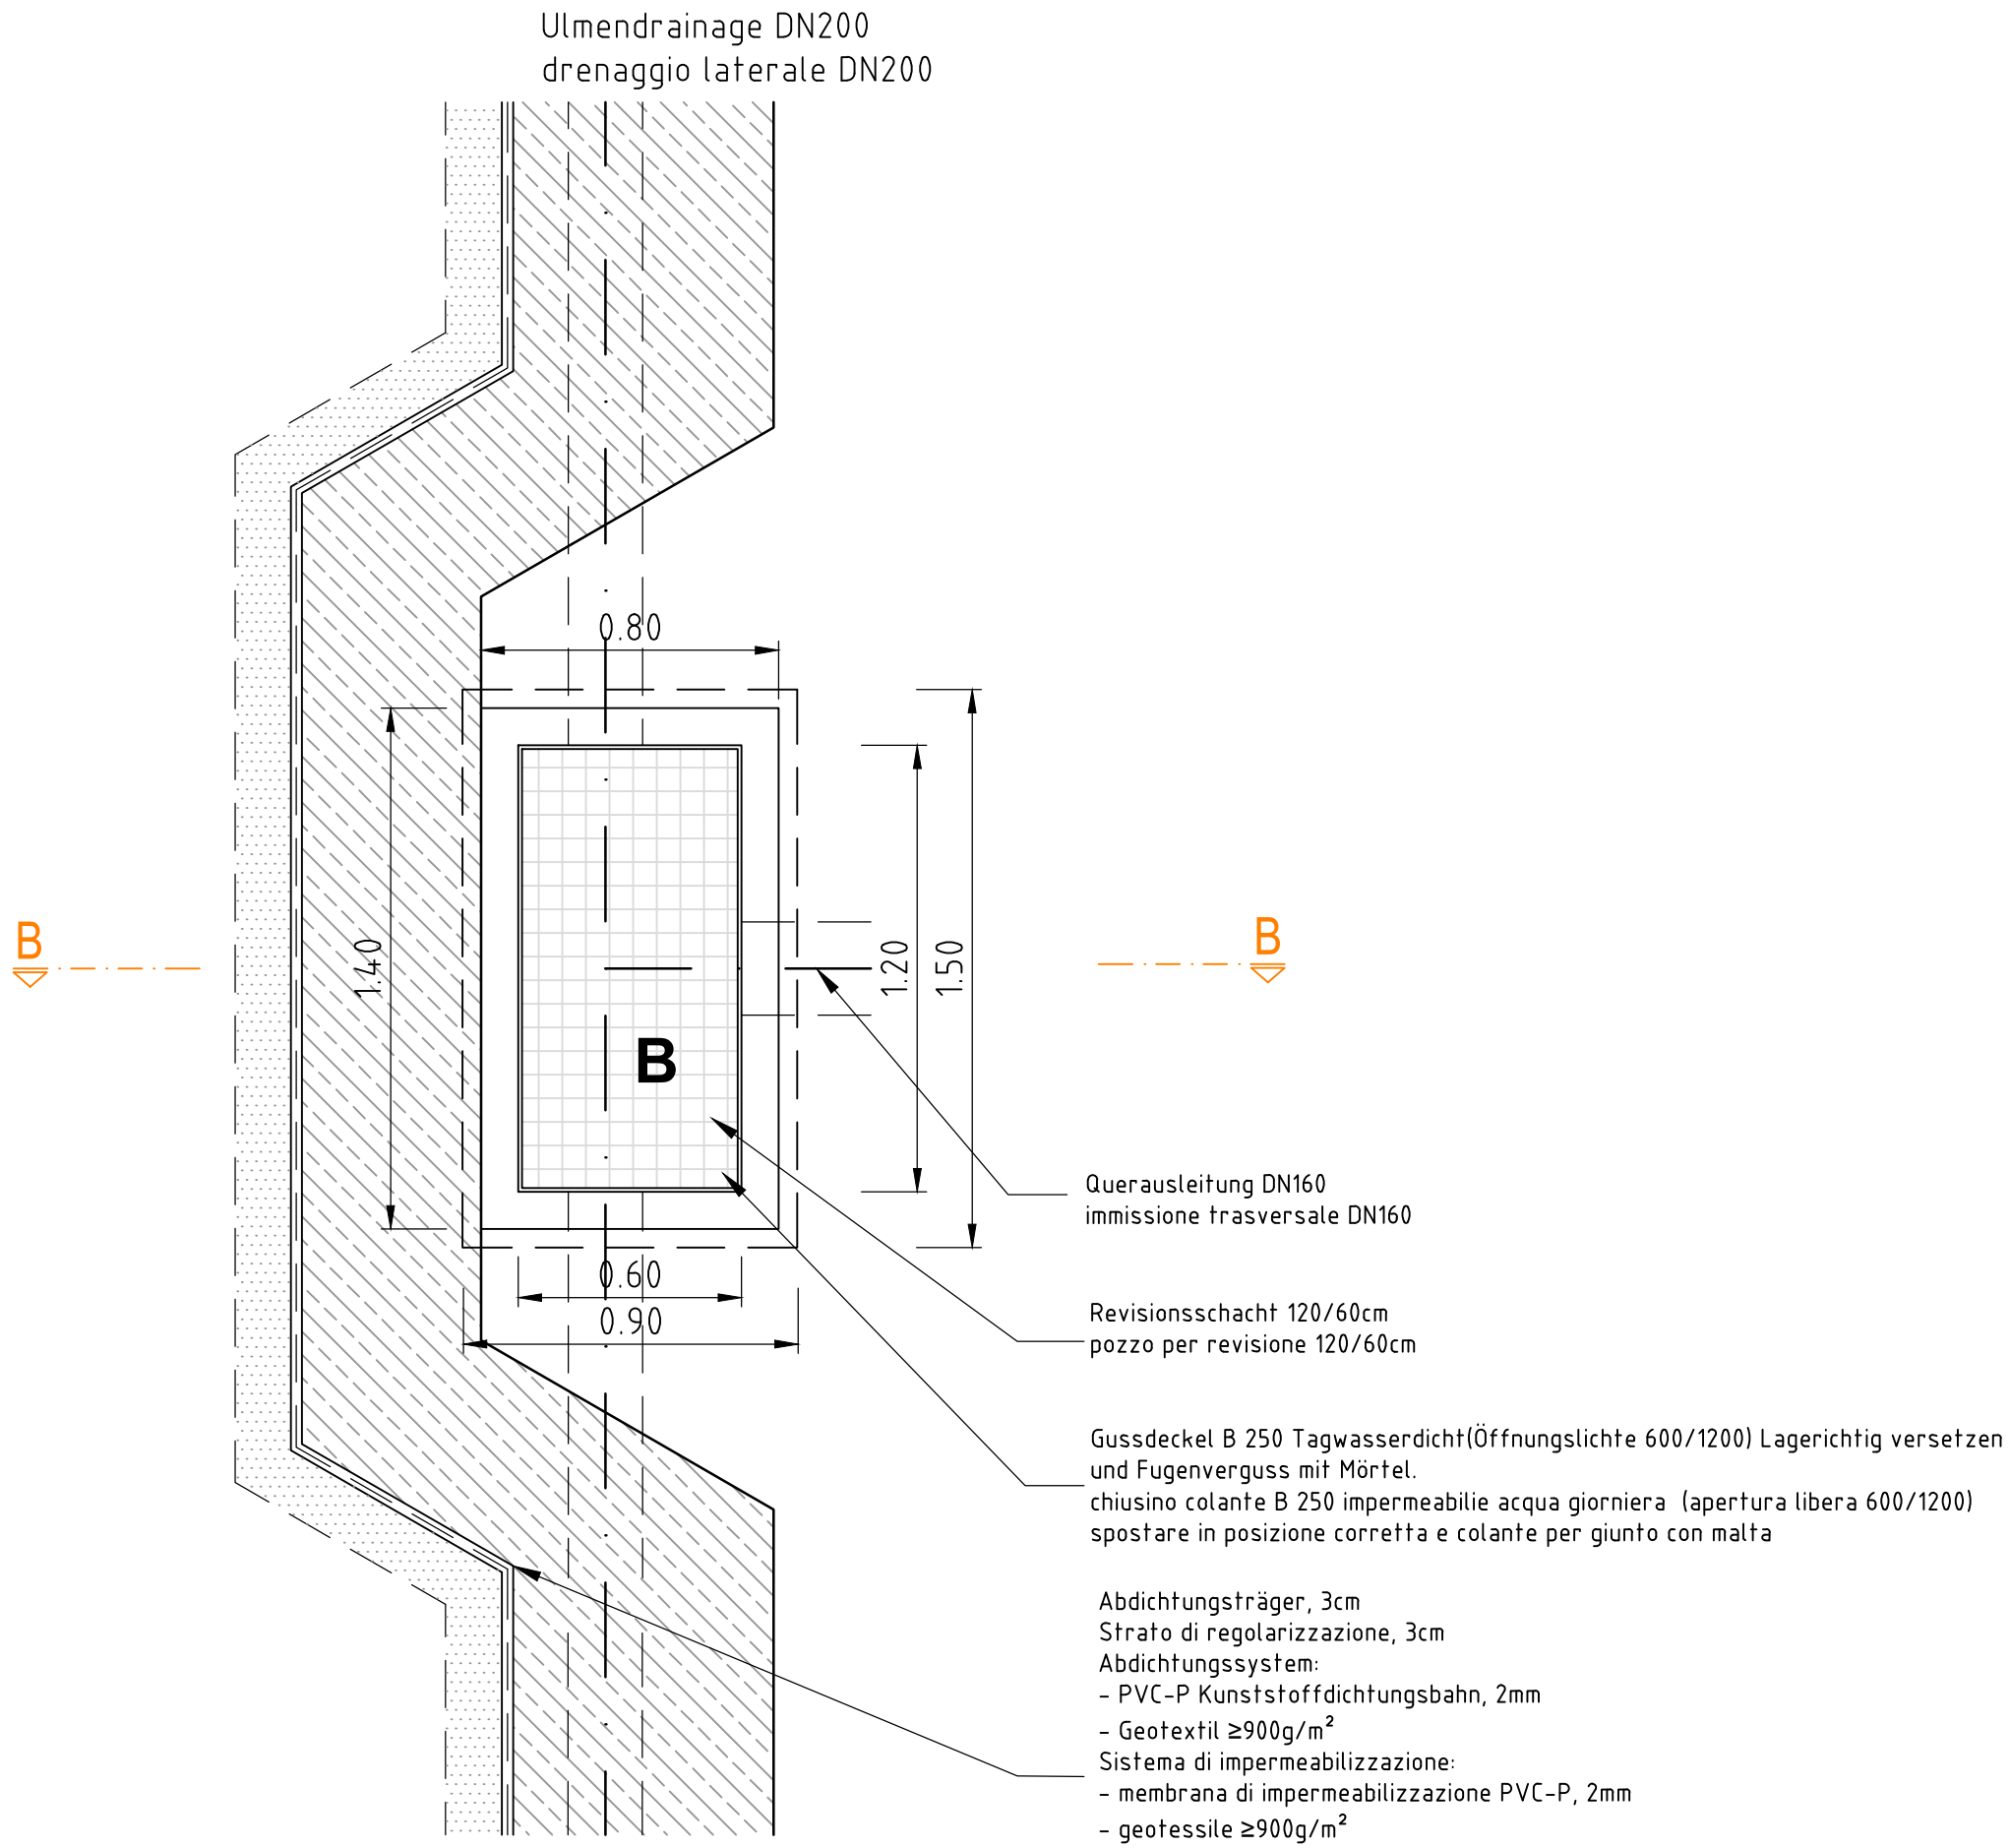 Ulmendrainage DN200
drenaggio laterale DN200
0.80
B
B
1.40
1.20
1.50
B
Querausleitung DN160
immissione trasversale DN160
0.60
0.90
Revisionsschacht 120/60cm
pozzo per revisione 120/60cm
Gussdeckel B 250 Tagwasserdicht(Öffnungslichte 600/1200) Lagerichtig versetzen
und Fugenverguss mit Mörtel.
chiusino colante B 250 impermeabilie acqua giorniera (apertura libera 600/1200)
spostare in posizione corretta e colante per giunto con malta
Abdichtungsträger, 3cm
Strato di regolarizzazione, 3cm
Abdichtungssystem:
- PVC-P Kunststoffdichtungsbahn, 2mm
- Geotextil ≥900g/m²
Sistema di impermeabilizzazione:
- membrana di impermeabilizzazione PVC-P, 2mm
- geotessile ≥900g/m²